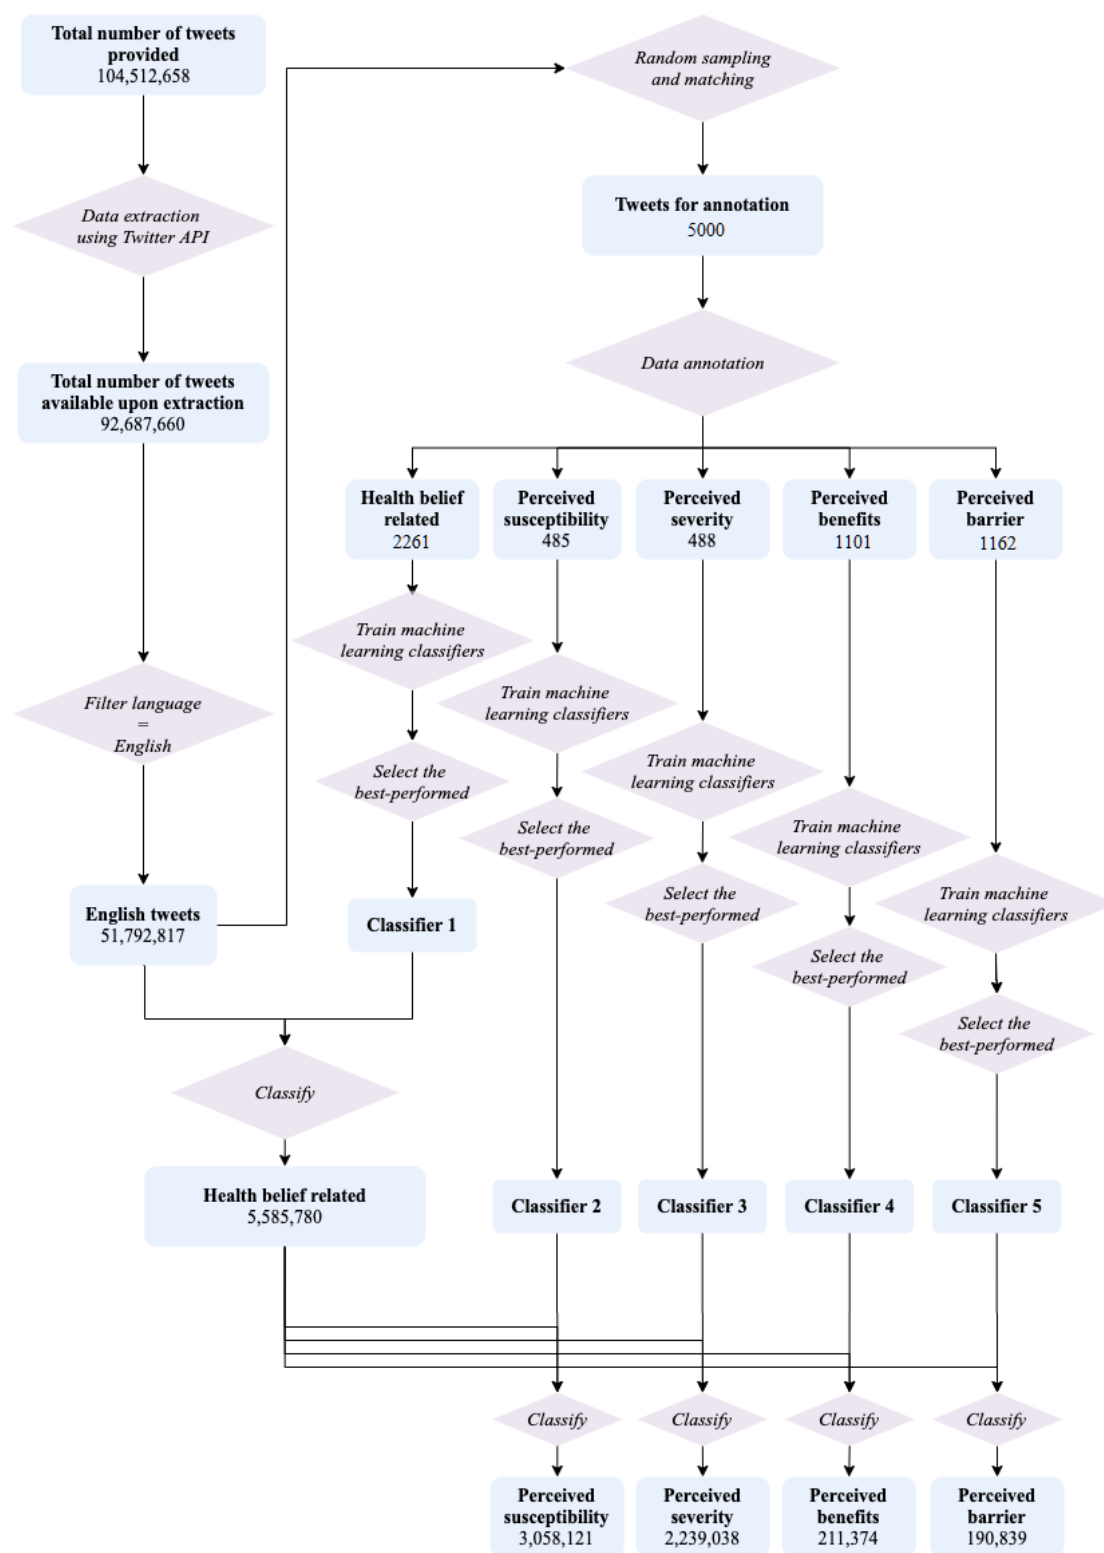 Total number of tweets
provided
104,512,658
Random sampling
and matching
Data extraction
using Twitter API
Tweets for annotation
5000
Data annotation
Total number of tweets
available upon extraction
92,687,660
Health belief
related
2261
Perceived
susceptibility
485
Perceived
severity
488
Perceived
benefits
1101
Perceived
barrier
1162
Train machine
learning classifiers
Train machine
learning classifiers
Train machine
learning classifiers
Train machine
learning classifiers
Train machine
learning classifiers
Filter language
=
English
Select the
best-performed
Select the
best-performed
Select the
best-performed
Select the
best-performed
Select the
best-performed
English tweets
51,792,817
Classifier 1
Classify
Health belief related
5,585,780
Classifier 2
Classifier 3
Classifier 4
Classifier 5
Classify
Classify
Classify
Classify
Perceived
susceptibility
3,058,121
Perceived
severity
2,239,038
Perceived
benefits
211,374
Perceived
barrier
190,839